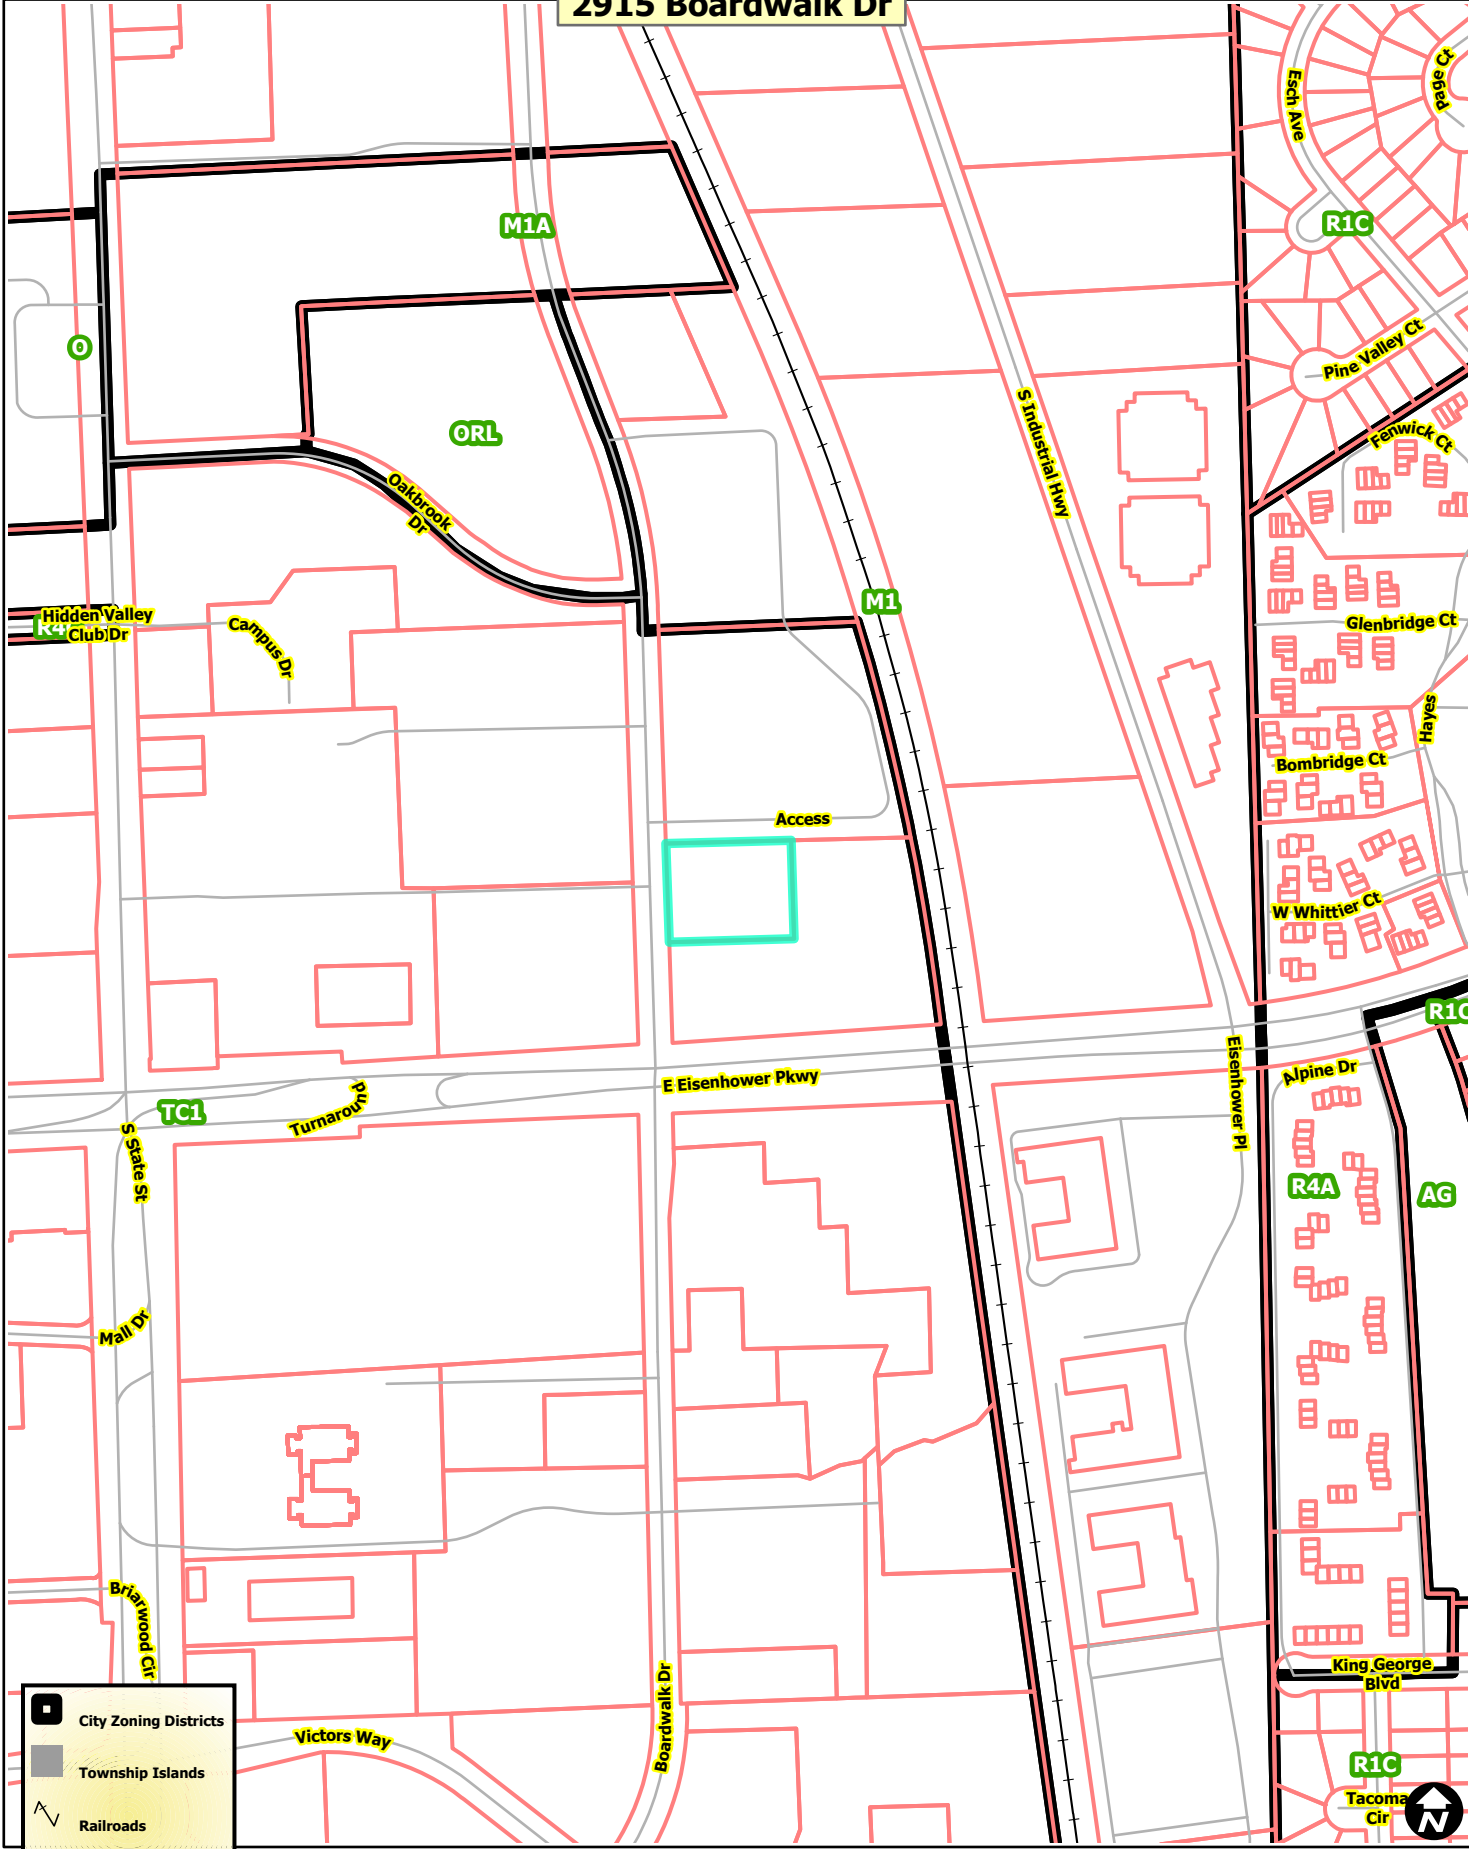 2915 Boardwalk Dr
Page Ct
Esch Ave
M1A
R1C
O
Pine Valley Ct
S Industrial Hwy
ORL
Fenwick Ct
Oakbrook
Dr
M1
Hidden Valley
R4
Club Dr
Campus Dr
Glenbridge Ct
Hayes
Bombridge Ct
Access
W Whittier Ct
R1C
Eisenhower Pl
Alpine Dr
E Eisenhower Pkwy
Turnaround
TC1
S State St
R4A
AG
Mall Dr
Briarwood Cir
King George
Blvd
Boardwalk Dr
City Zoning Districts
Victors Way
Township Islands
R1C
Tacoma
Cir
Railroads
N